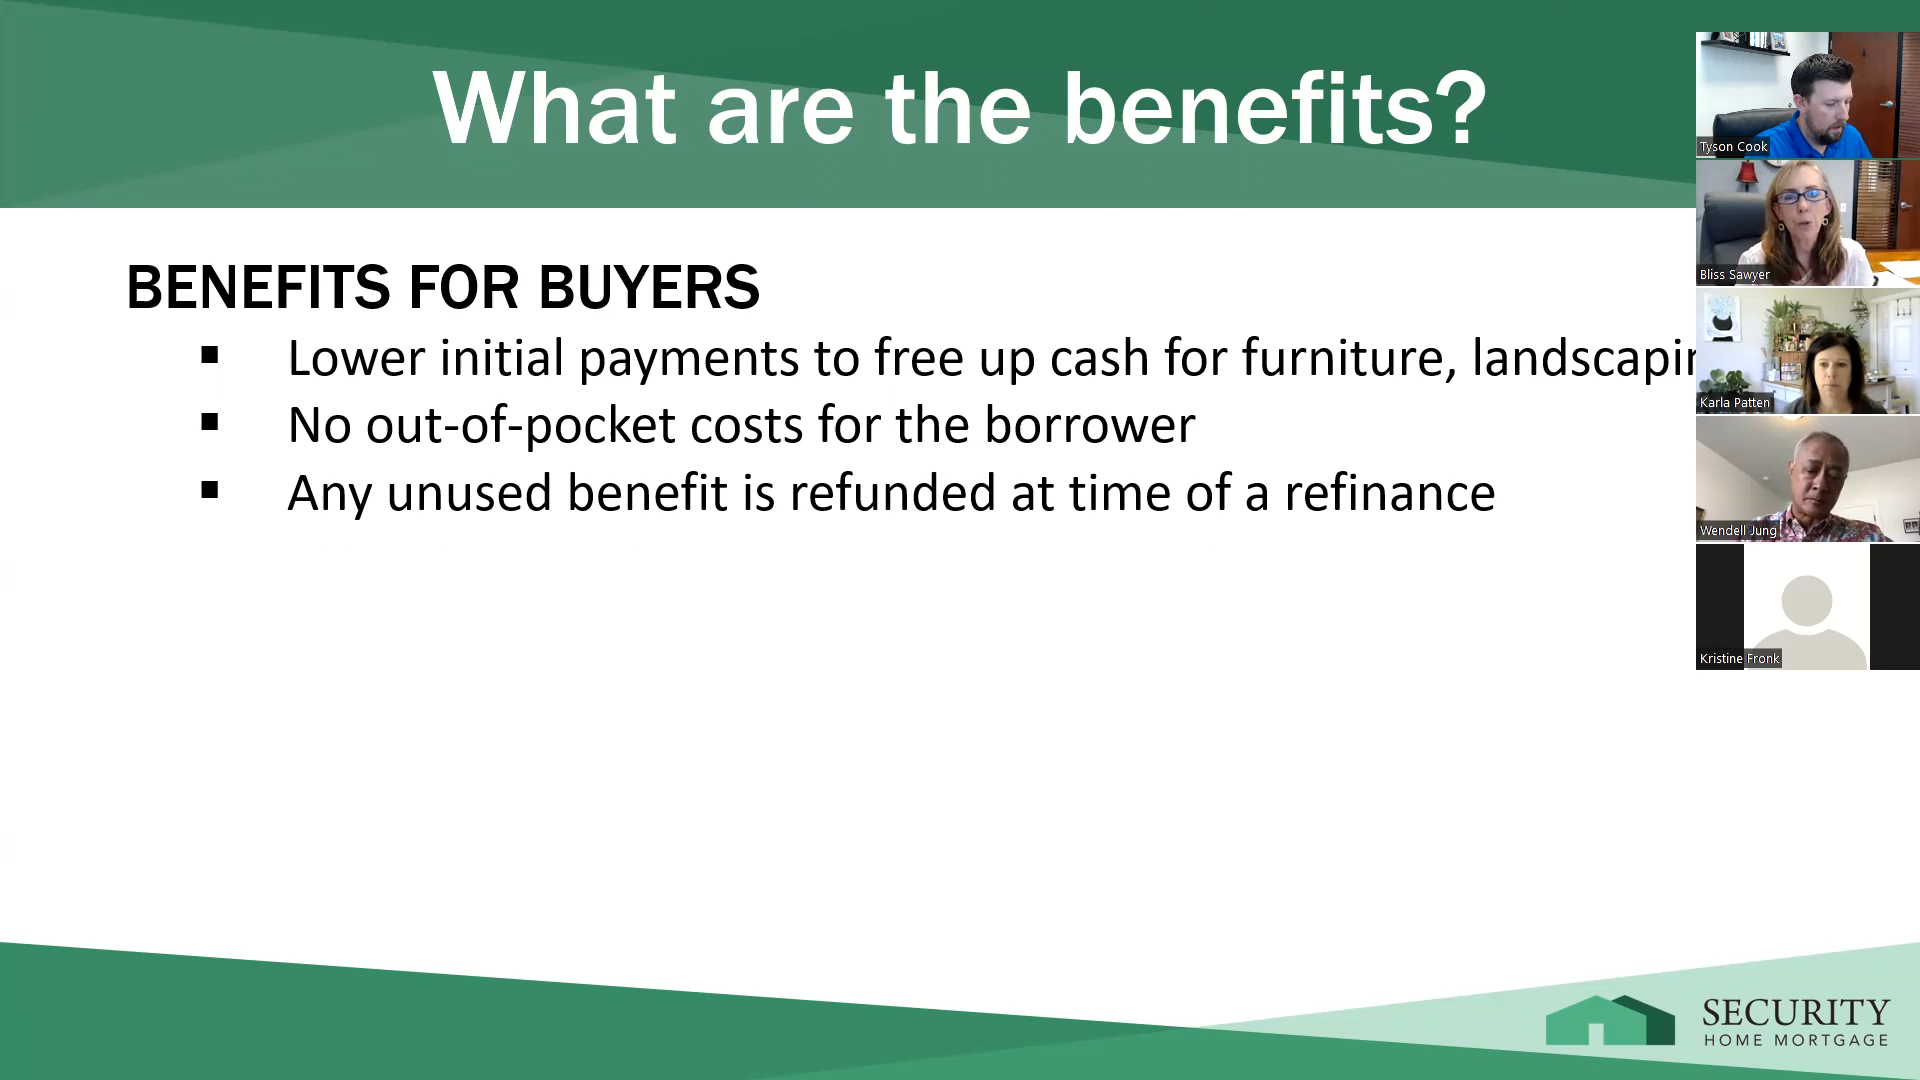 What are the benefits?
BENEFITS FOR BUYERS
▪ Lower initial payments to free up cash for furniture, landscapin
▪ No out-of-pocket costs for the borrower
▪ Any unused benefit is refunded at time of a refinance
Tyson Cook
Bliss Sawyer
Karla Patten
Wendell Jung
Kristine Fronk
SECURITY
HOME MORTGAGE